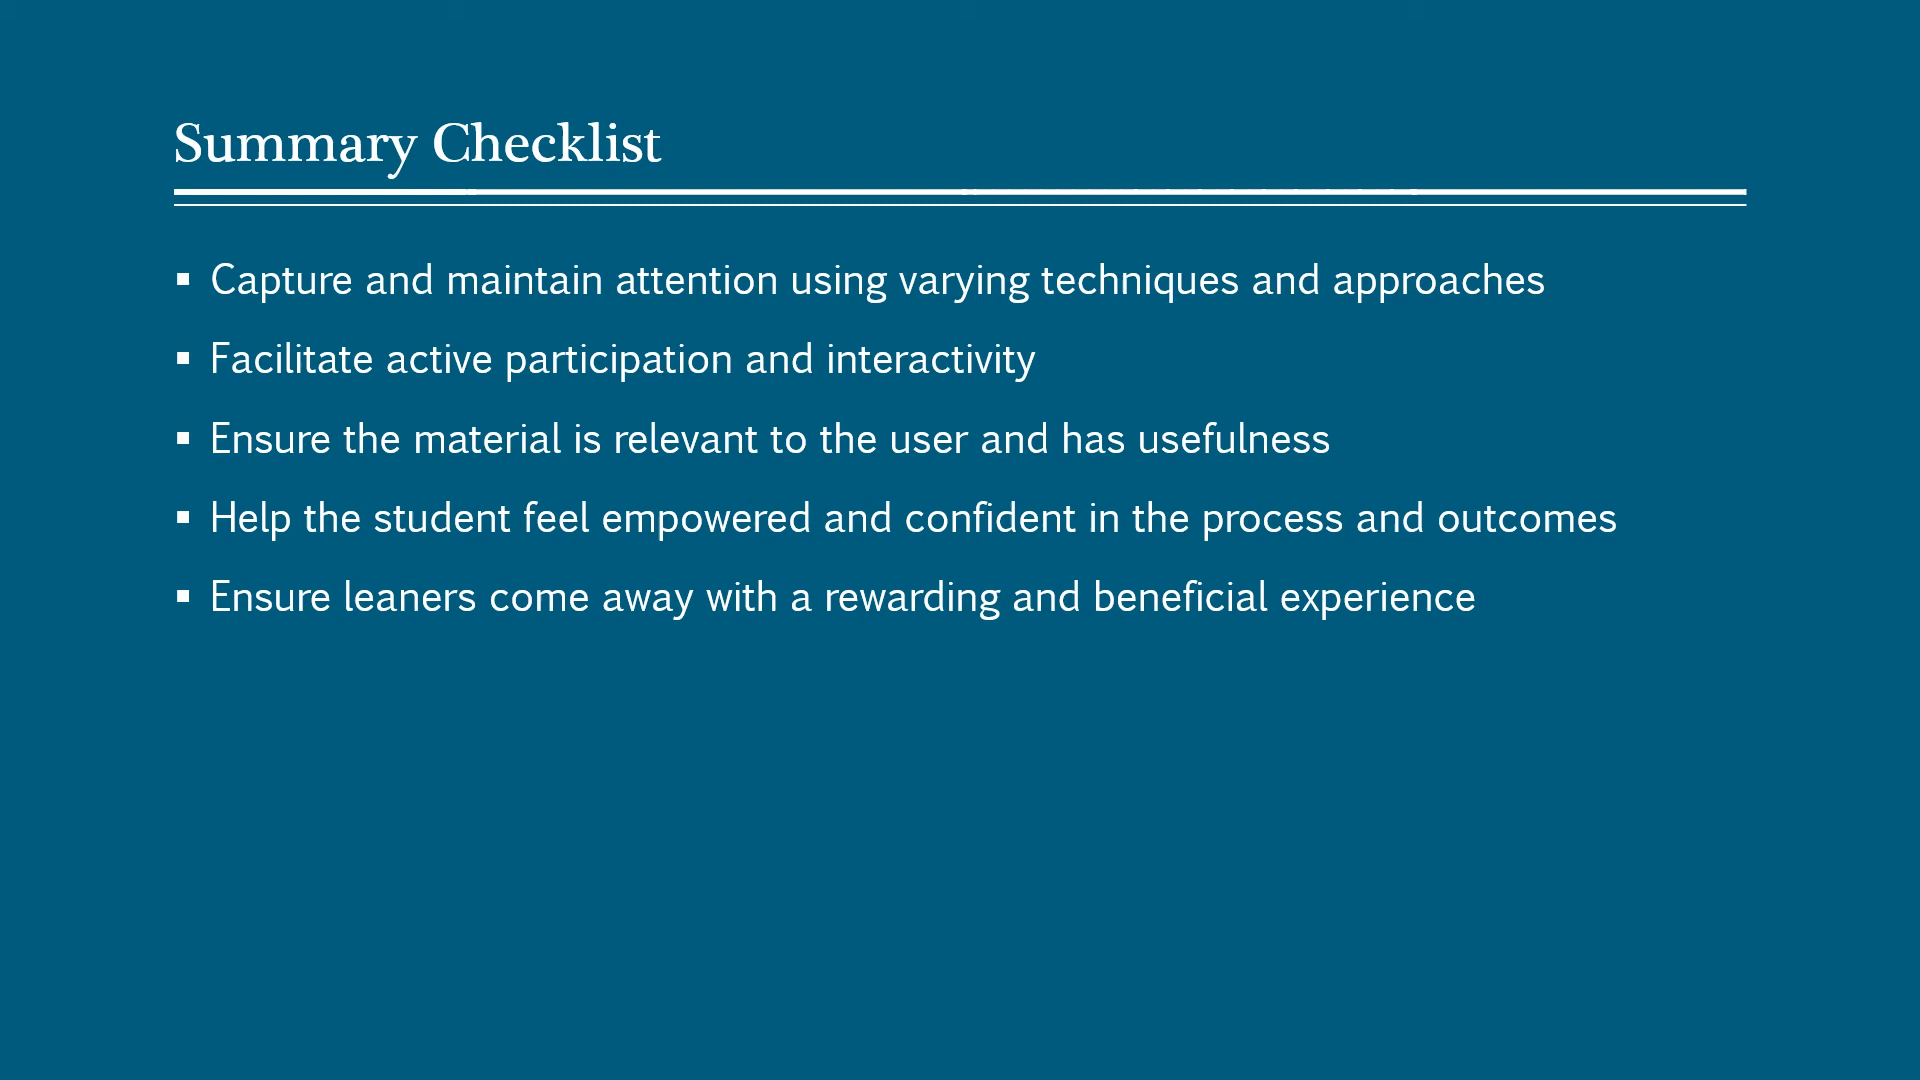 Summary Checklist
▪ Capture and maintain attention using varying techniques and approaches
▪ Facilitate active participation and interactivity
▪ Ensure the material is relevant to the user and has usefulness
▪ Help the student feel empowered and confident in the process and outcomes
▪ Ensure leaners come away with a rewarding and beneficial experience